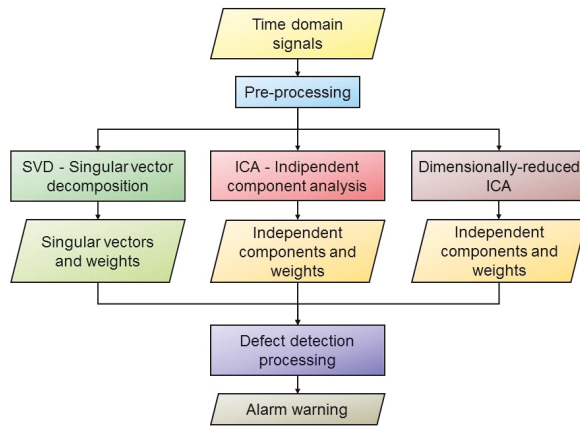 Time domain
signals
Pre-processing
SVD - Singular vector
decomposition
ICA - Indipendent
component analysis
Dimensionally-reduced
ICA
Singular vectors
and weights
Independent
components and
weights
Independent
components and
weights
Defect detection
processing
Alarm warning